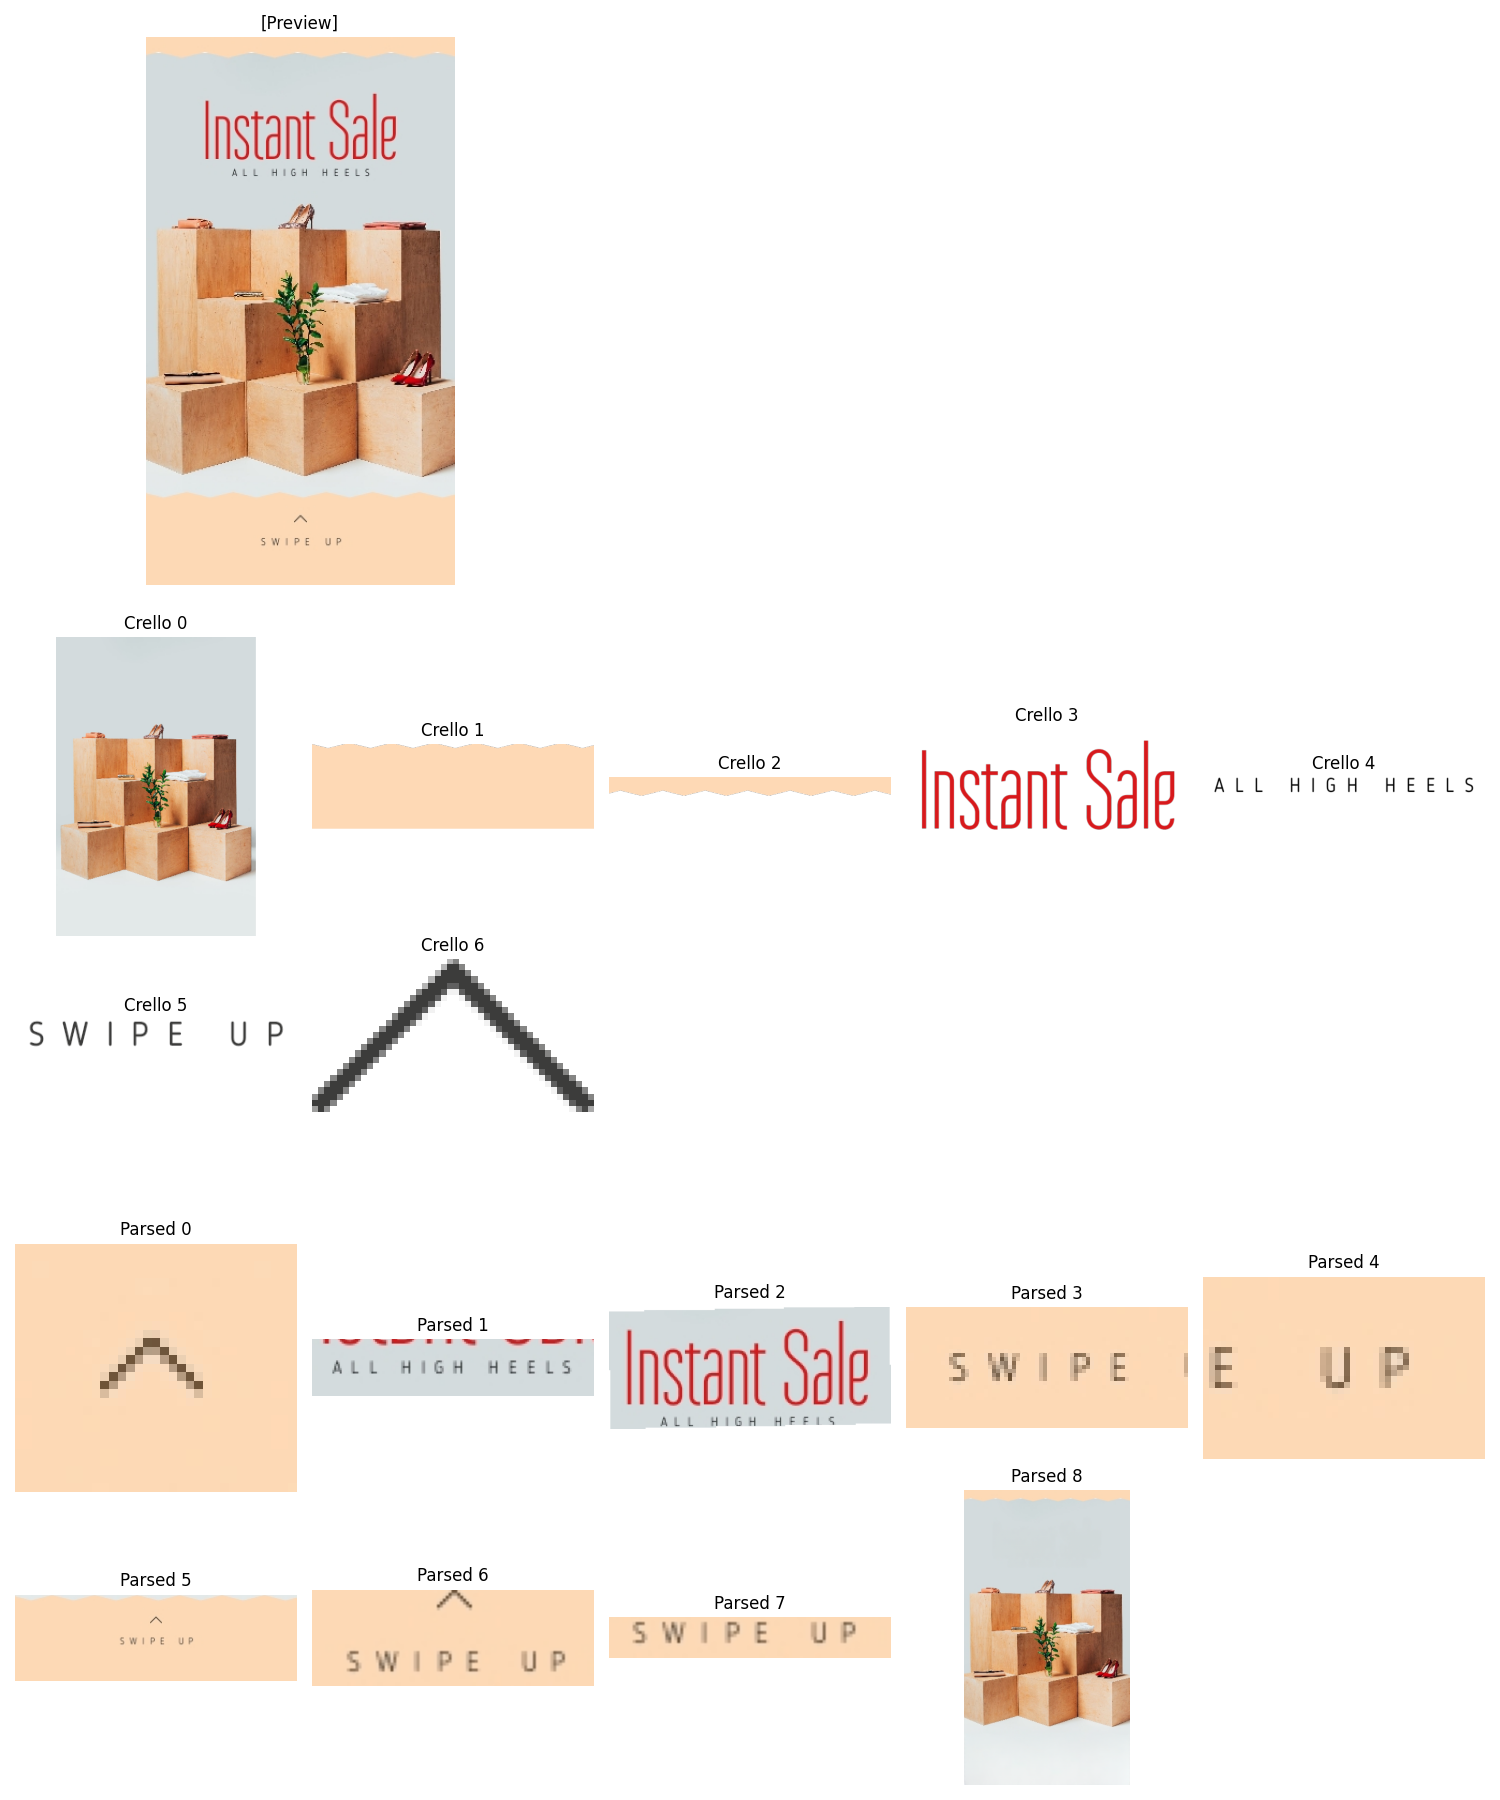 [Preview]
Instant Sale
ALL HIGH HEELS
SWIPE UP
Crello 0
Crello 1
Crello 2
Crello 3
Instant Sale
Crello 4
ALL HIGH HEELS
Crello 5
SWIPE UP
Crello 6
Parsed 0
Parsed 1
ALL HIGH HEELS
Parsed 2
Instant Sale
ALL HIGH HEELS
Parsed 3
SWIPE
Parsed 4
E UP
Parsed 5
SWIPE UP
Parsed 6
SWIPE UP
Parsed 7
SWIPE UP
Parsed 8